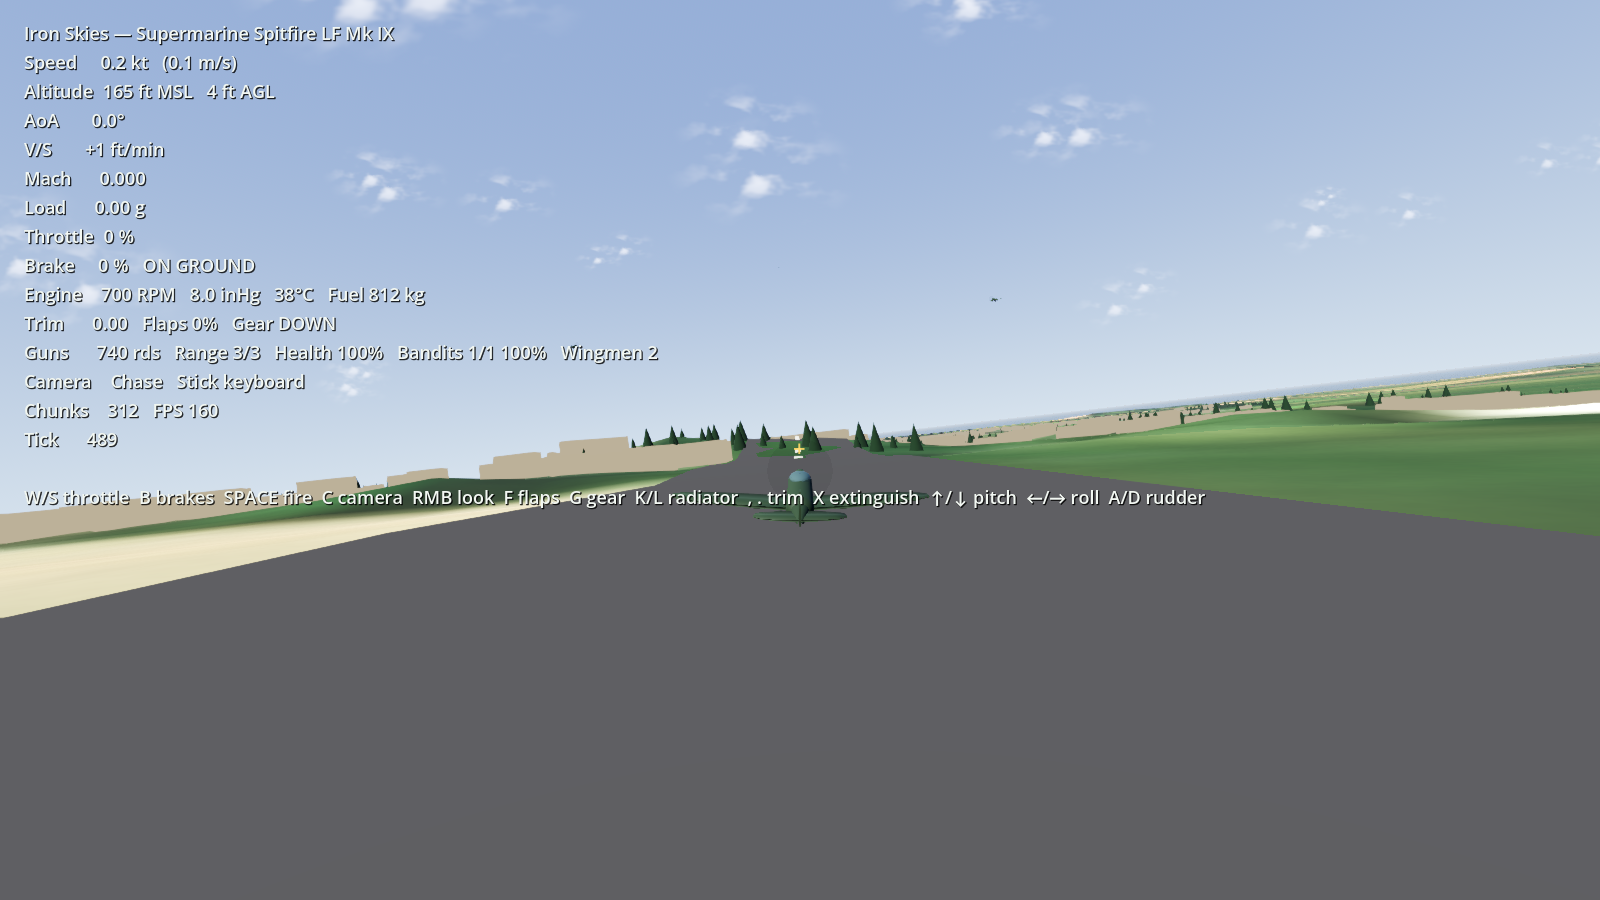 Iron Skies — Supermarine Spitfire LF Mk IX
Speed 0.2 kt (0.1 m/s)
Altitude 165 ft MSL 4 ft AGL
AoA 0.0°
V/S +1 ft/min
Mach 0.000
Load 0.00 g
Throttle 0 %
Brake 0 % ON GROUND
Engine 700 RPM 8.0 inHg 38°C Fuel 812 kg
Trim 0.00 Flaps 0% Gear DOWN
Guns 740 rds Range 3/3 Health 100% Bandits 1/1 100% Wingmen 2
Camera Chase Stick keyboard
Chunks 312 FPS 160
Tick 489
W/S throttle B brakes SPACE fire C camera RMB look F flaps G gear K/L radiator , . trim X extinguish ↑/↓ pitch ←/→ roll A/D rudder